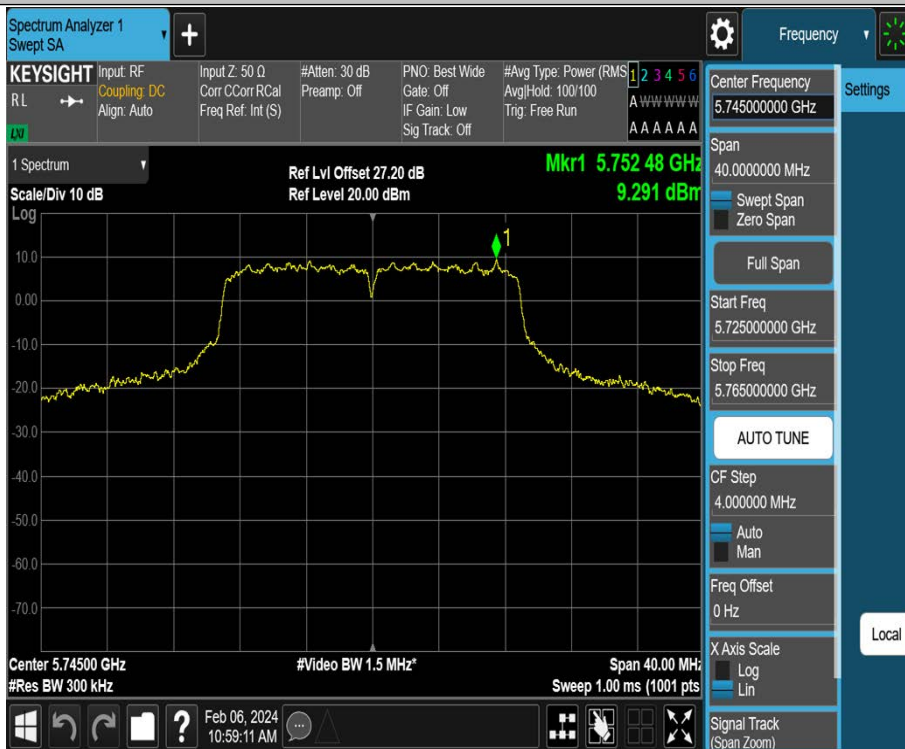 Spectrum Analyzer 1
Swept SA
+
Frequency
KEYSIGHT
RL
LXI
Input: RF
Coupling: DC
Align: Auto
Input Z: 50 Ω
Corr CCorr RCal
Freq Ref: Int (S)
#Atten: 30 dB
Preamp: Off
PNO: Best Wide
Gate: Off
IF Gain: Low
Sig Track: Off
#Avg Type: Power (RMS
Avg|Hold: 100/100
Trig: Free Run
1 2 3 4 5 6
A W W W W W
A A A A A A
1 Spectrum
Scale/Div 10 dB
Log
Ref Lvl Offset 27.20 dB
Ref Level 20.00 dBm
Mkr1 5.752 48 GHz
9.291 dBm
1
10.0
0.00
-10.0
-20.0
-30.0
-40.0
-50.0
-60.0
-70.0
Center 5.74500 GHz
#Res BW 300 kHz
#Video BW 1.5 MHz*
Span 40.00 MHz
Sweep 1.00 ms (1001 pts
?
Feb 06, 2024
10:59:11 AM
Center Frequency
5.745000000 GHz
Span
40.0000000 MHz
Swept Span
Zero Span
Full Span
Start Freq
5.725000000 GHz
Stop Freq
5.765000000 GHz
AUTO TUNE
CF Step
4.000000 MHz
Auto
Man
Freq Offset
0 Hz
X Axis Scale
Log
Lin
Signal Track
(Span Zoom)
Settings
Local